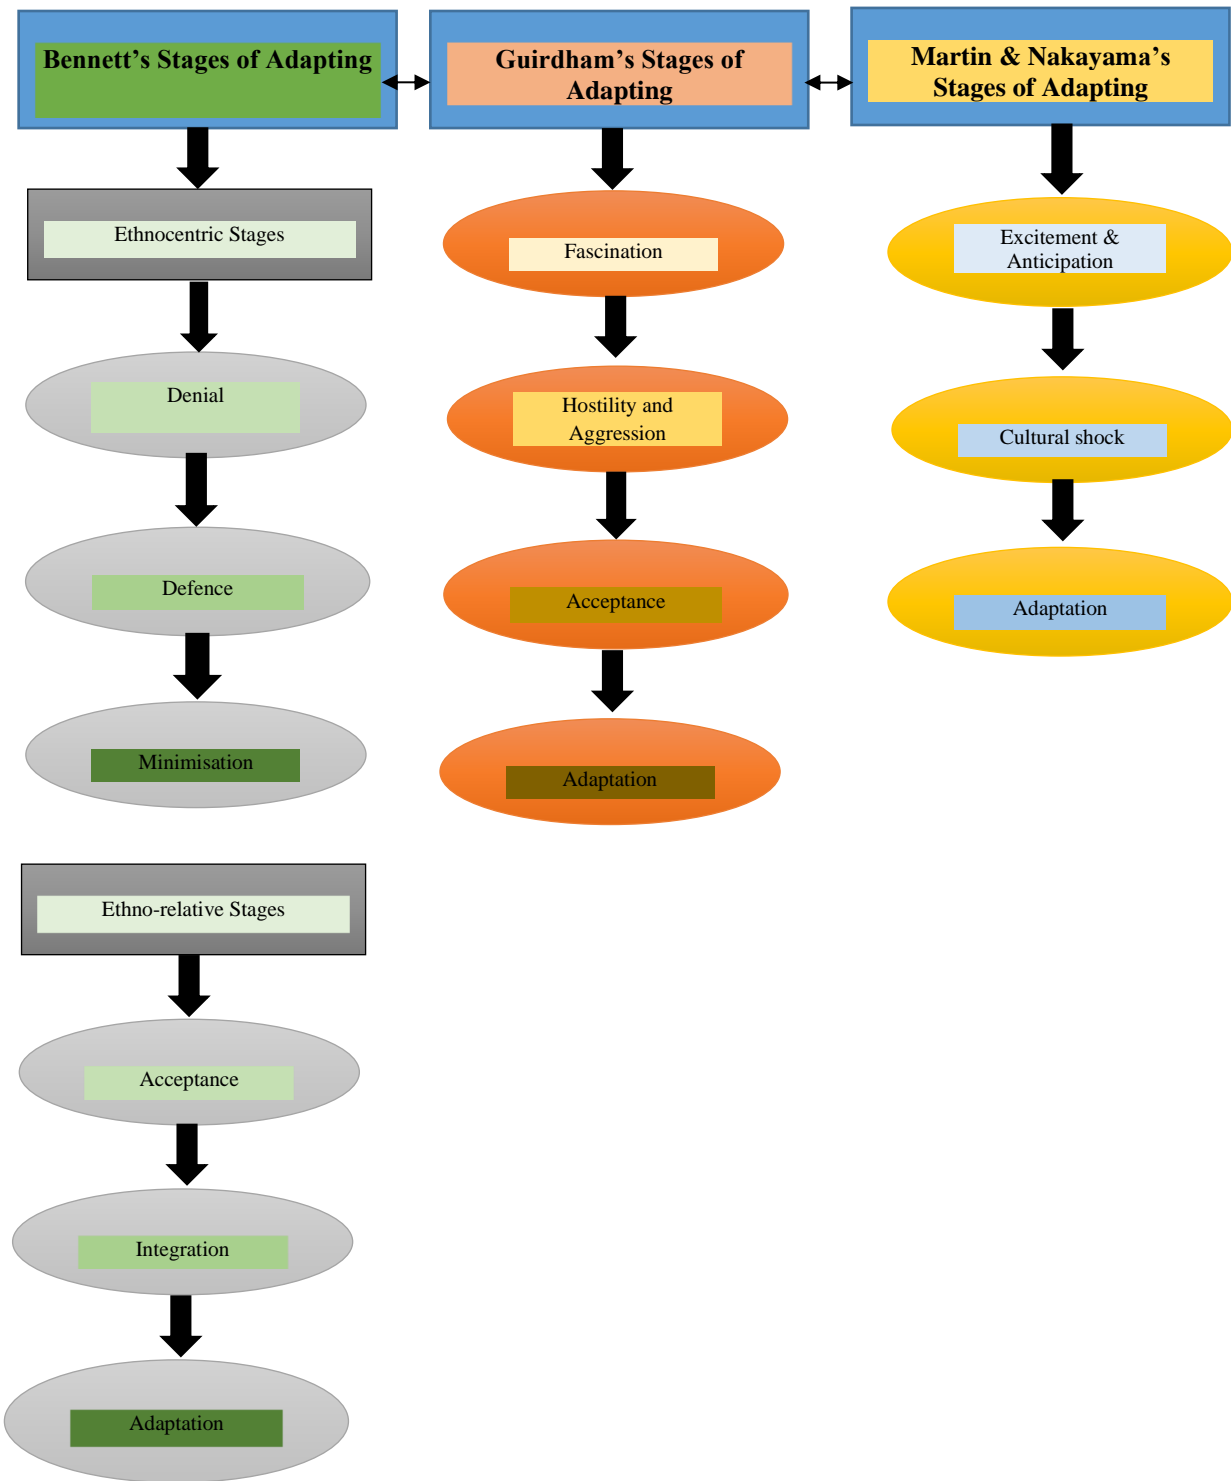 Bennett's Stages of Adapting
Ethnocentric Stages
Denial
Defence
Minimisation
Ethno-relative Stages
Acceptance
Integration
Adaptation
Guirdham's Stages of
Adapting
Fascination
Hostility and
Aggression
Acceptance
Adaptation
Martin & Nakayama's
Stages of Adapting
Excitement &
Anticipation
Cultural shock
Adaptation